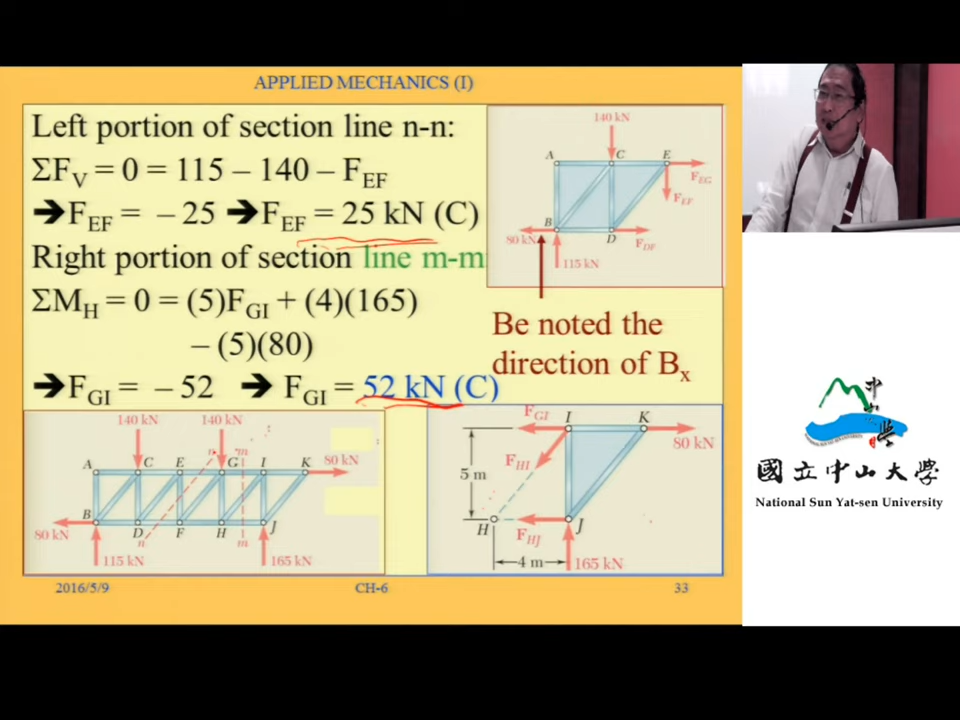 APPLIED MECHANICS (I)
Left portion of section line n-n:
ΣF_V = 0 = 115 – 140 – F_EF
➔F_EF = – 25 ➔F_EF = 25 kN (C)
Right portion of section line m-m
ΣM_H = 0 = (5)F_GI + (4)(165)
– (5)(80)
➔F_GI = – 52 ➔ F_GI = 52 kN (C)
140 kN
A C E
F_EG
F_EF
B
80 kN D F_DF
115 kN
Be noted the
direction of B_x
140 kN 140 kN
n m
A C E G I K 80 kN
B
80 kN D F H J
n m
115 kN 165 kN
F_GI I K
80 kN
F_HI
5 m
H F_HJ J
4 m 165 kN
2016/5/9 CH-6 33
中山大學
國立中山大學
National Sun Yat-sen University